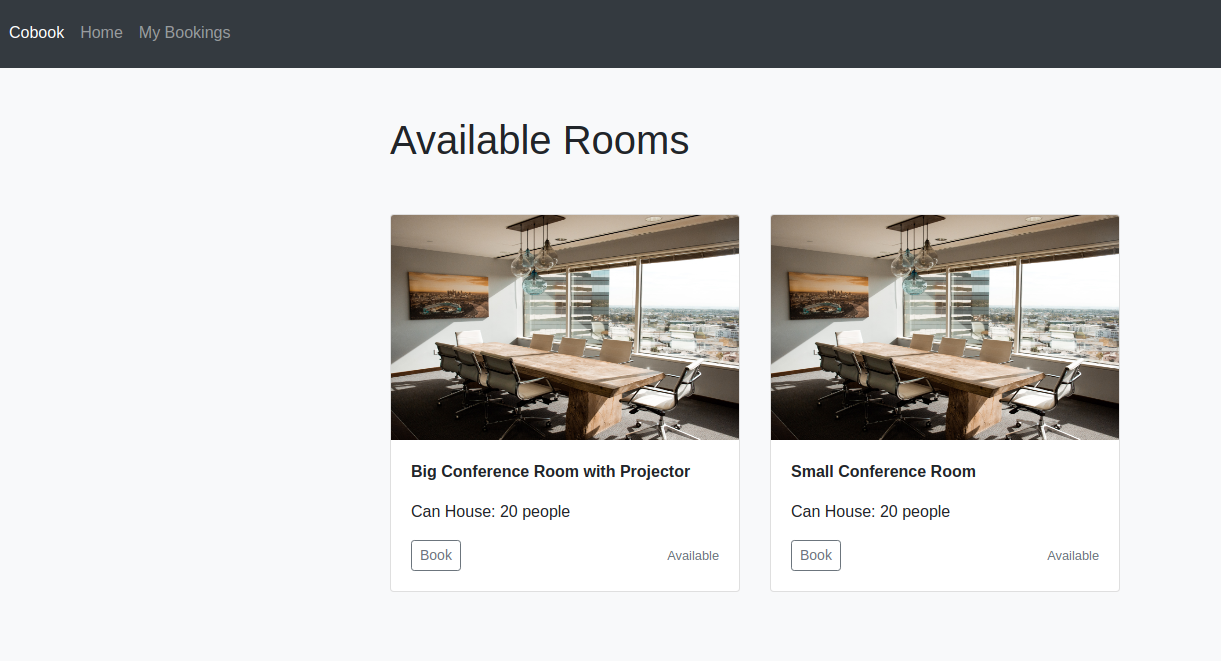 Cobook Home My Bookings
Available Rooms
Big Conference Room with Projector
Can House: 20 people
Book Available
Small Conference Room
Can House: 20 people
Book Available